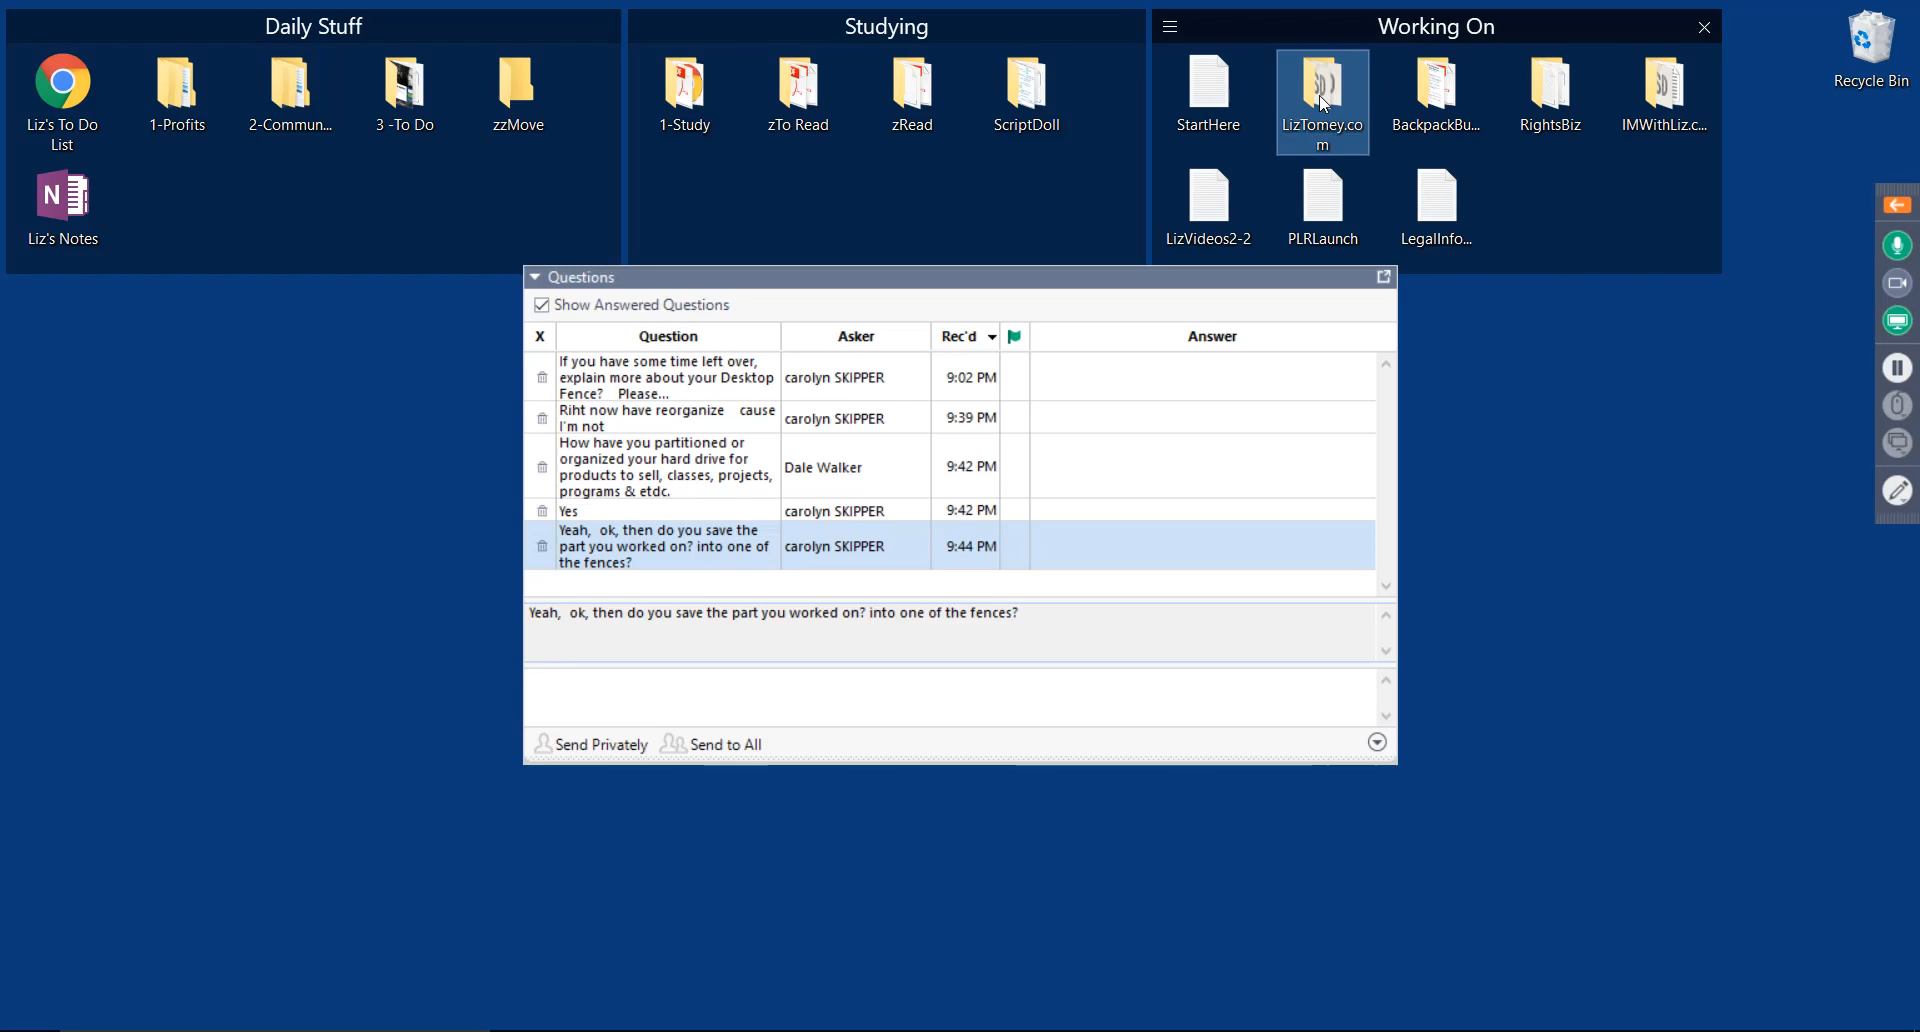 Daily Stuff
Studying
Working On
Liz's To Do
List
1-Profits
2-Commun...
3 -To Do
zzMove
1-Study
zTo Read
zRead
ScriptDoll
StartHere
LizTomey.co
m
BackpackBu...
RightsBiz
IMWithLiz.c...
Recycle Bin
N
Liz's Notes
LizVideos2-2
PLRLaunch
LegalInfo...
Questions
Show Answered Questions
X Question Asker Rec'd Answer
If you have some time left over,
explain more about your Desktop
Fence? Please...
carolyn SKIPPER 9:02 PM
Riht now have reorganize cause
I'm not
carolyn SKIPPER 9:39 PM
How have you partitioned or
organized your hard drive for
products to sell, classes, projects,
programs & etdc.
Dale Walker 9:42 PM
Yes carolyn SKIPPER 9:42 PM
Yeah, ok, then do you save the
part you worked on? into one of
the fences?
carolyn SKIPPER 9:44 PM
Yeah, ok, then do you save the part you worked on? into one of the fences?
Send Privately Send to All